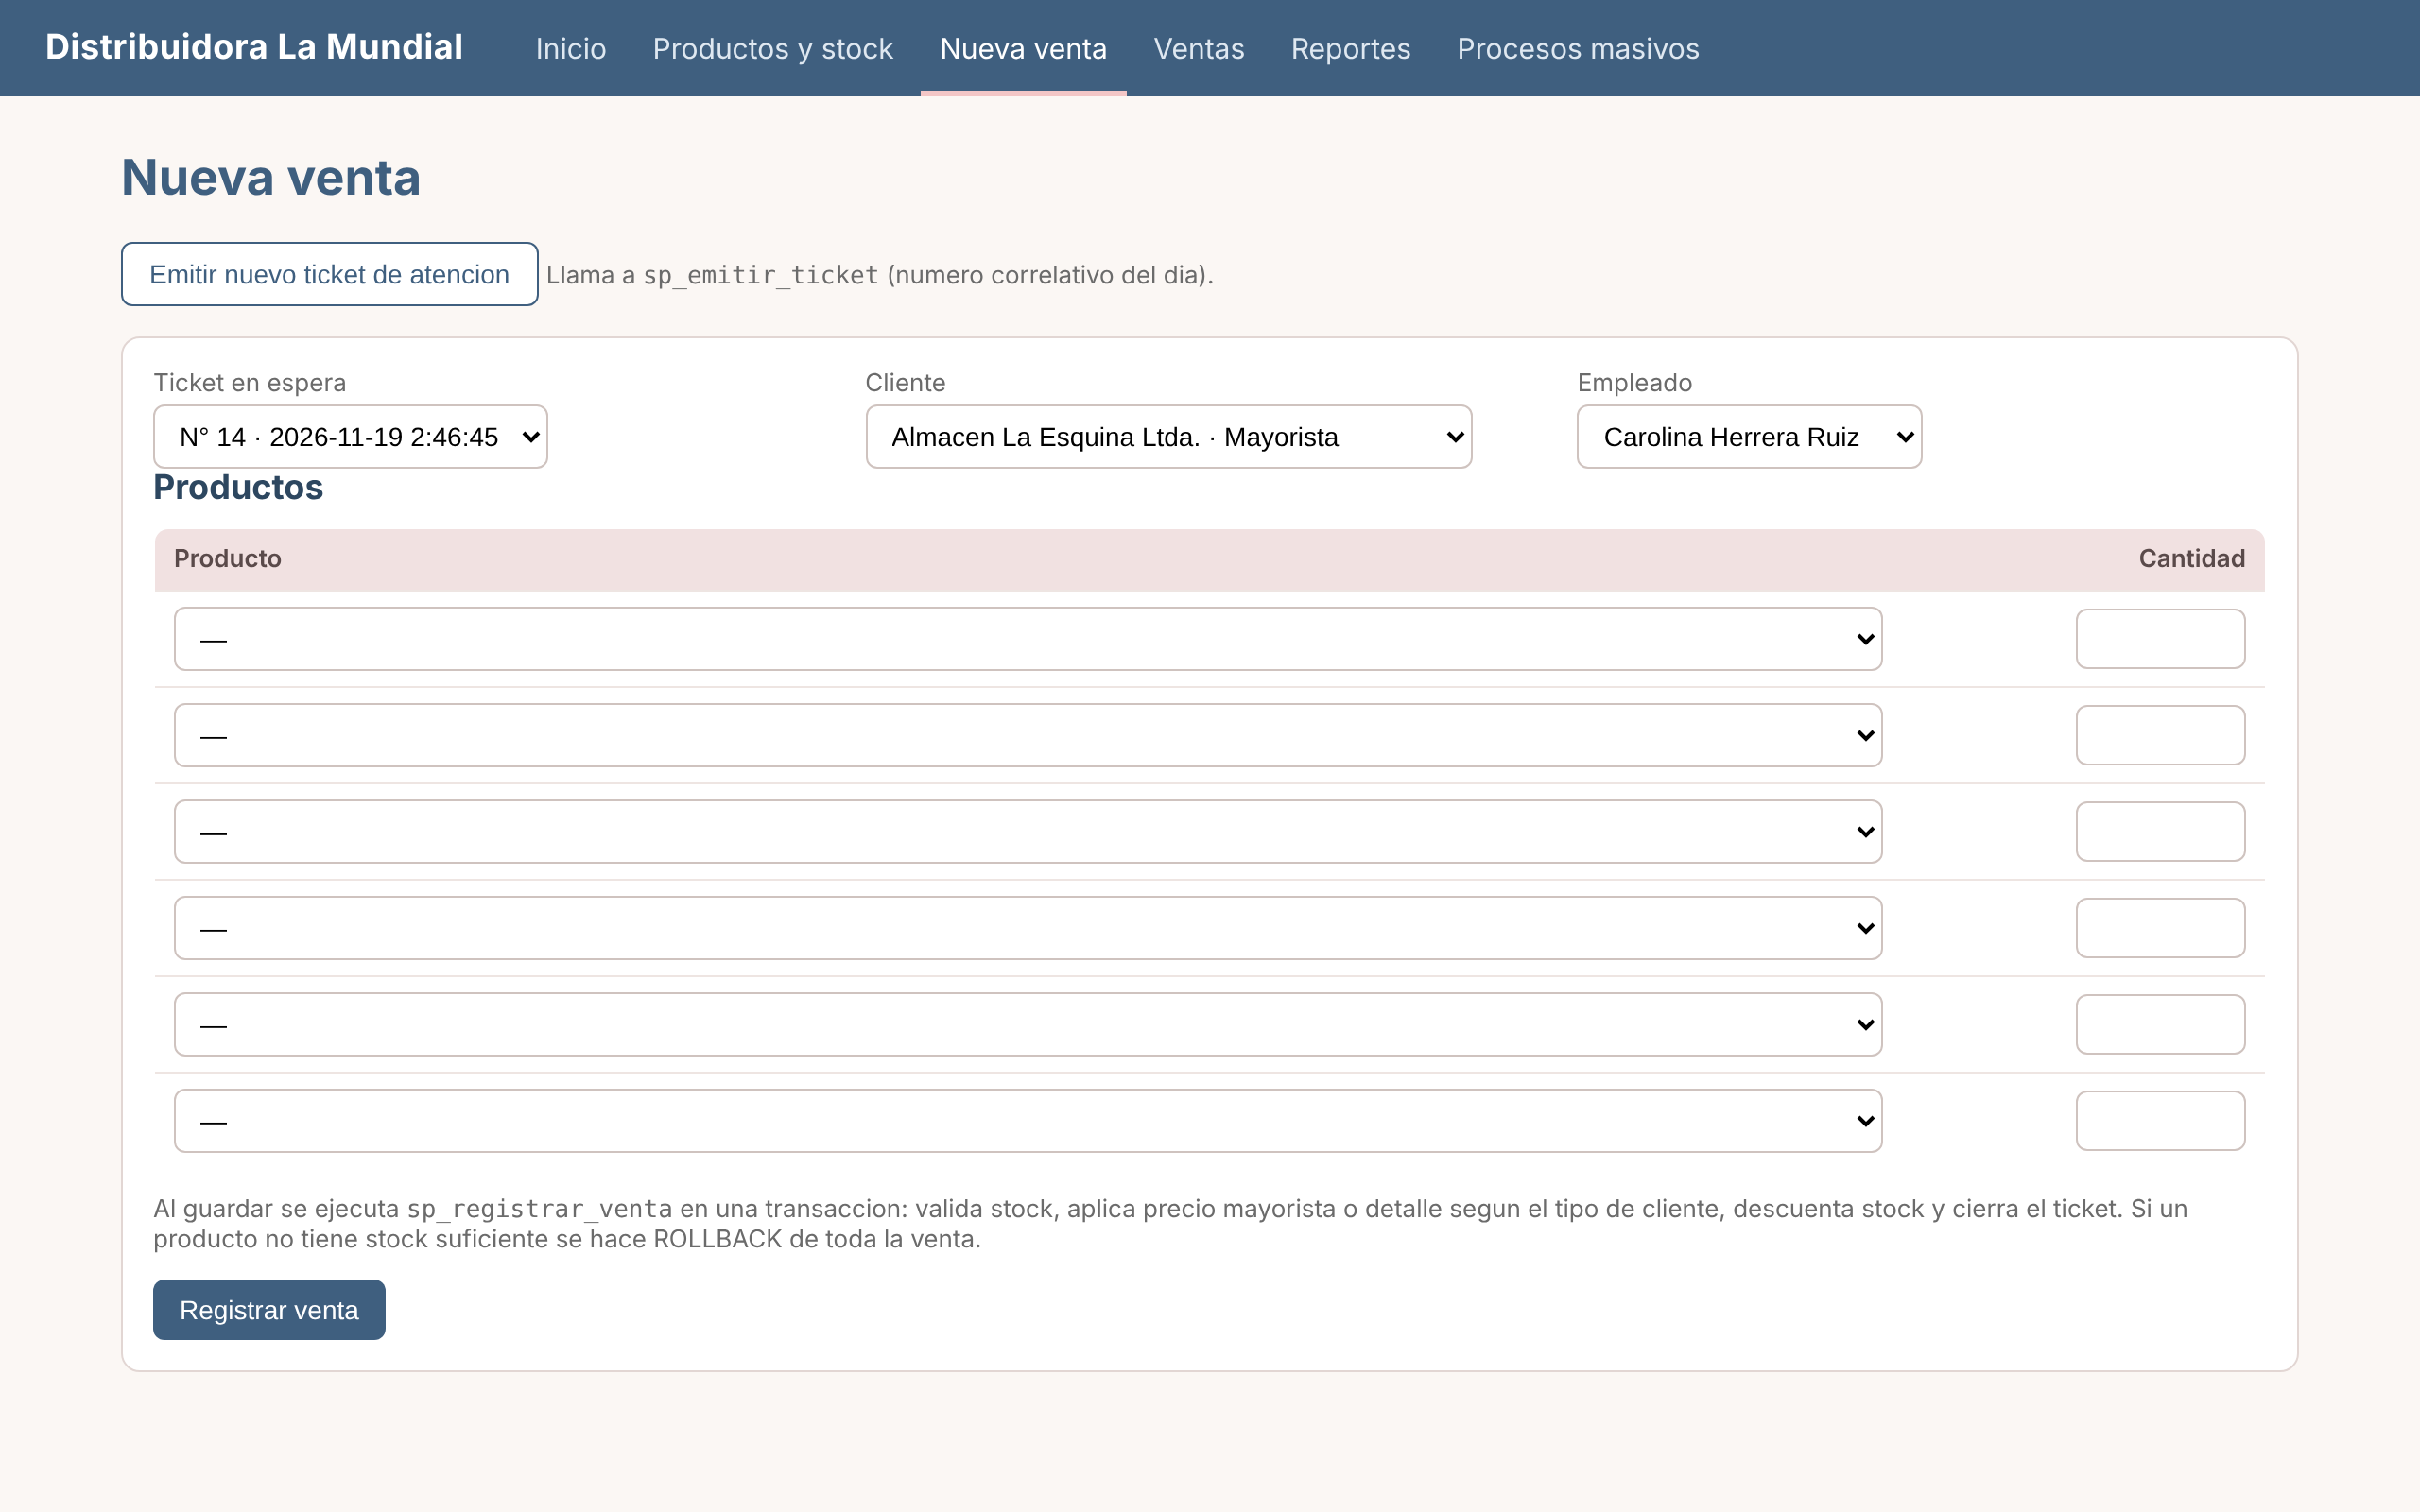 Distribuidora La Mundial Inicio Productos y stock Nueva venta Ventas Reportes Procesos masivos
Nueva venta
Emitir nuevo ticket de atencion Llama a sp_emitir_ticket (numero correlativo del dia).
Ticket en espera Cliente Empleado
N° 14 · 2026-11-19 2:46:45 Almacen La Esquina Ltda. · Mayorista Carolina Herrera Ruiz
Productos
Producto Cantidad
—
—
—
—
—
—
Al guardar se ejecuta sp_registrar_venta en una transaccion: valida stock, aplica precio mayorista o detalle segun el tipo de cliente, descuenta stock y cierra el ticket. Si un
producto no tiene stock suficiente se hace ROLLBACK de toda la venta.
Registrar venta